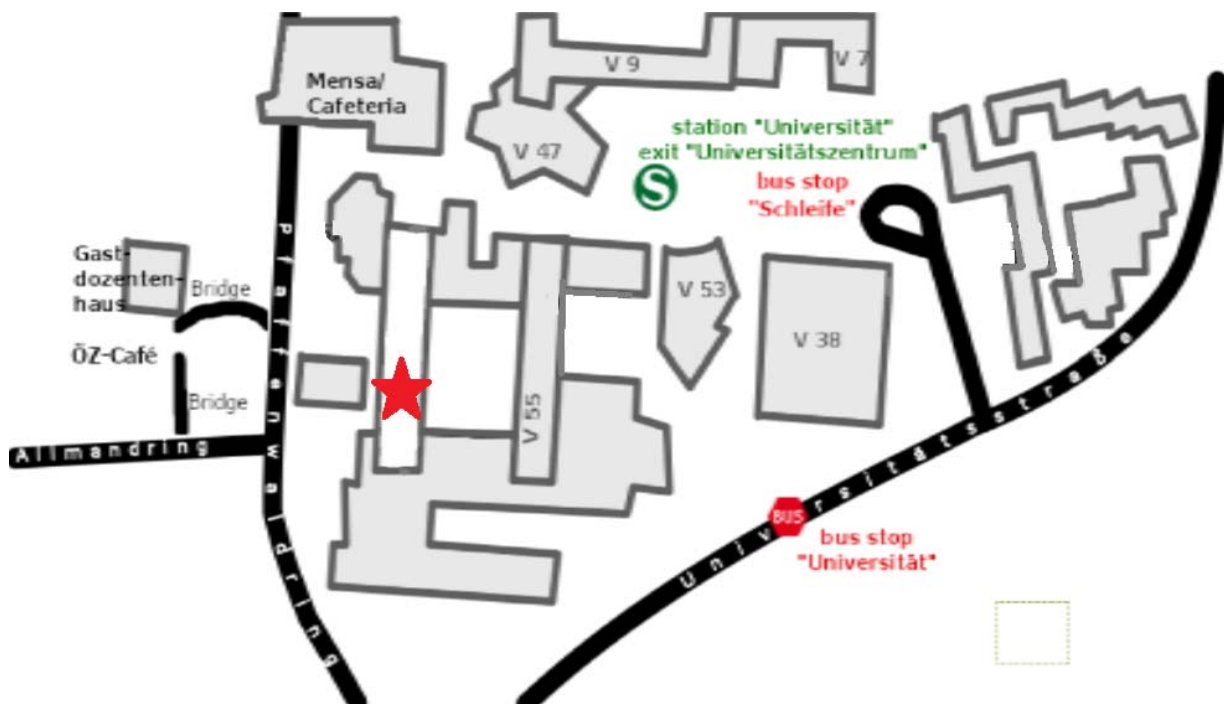 V 9
V 7
Mensa/
Cafeteria
V 47
station "Universität"
exit "Universitätszentrum"
S
bus stop
"Schleife"
Gast-
dozenten-
haus
Bridge
V 53
V 38
ÖZ-Café
Bridge
V 55
Allmandring
Pfaffenwaldring
Universitätsstraße
BUS
bus stop
"Universität"